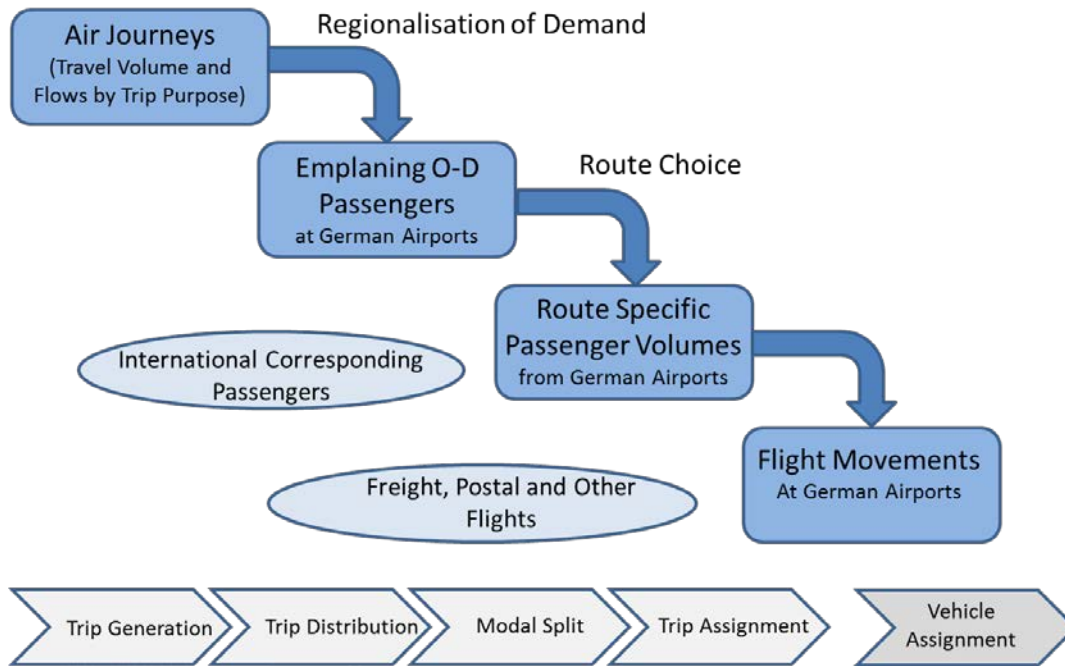 Regionalisation of Demand
Air Journeys
(Travel Volume and
Flows by Trip Purpose)
Emplaning O-D
Passengers
at German Airports
Route Choice
Route Specific
Passenger Volumes
from German Airports
International Corresponding
Passengers
Flight Movements
At German Airports
Freight, Postal and Other
Flights
Trip Generation
Trip Distribution
Modal Split
Trip Assignment
Vehicle
Assignment